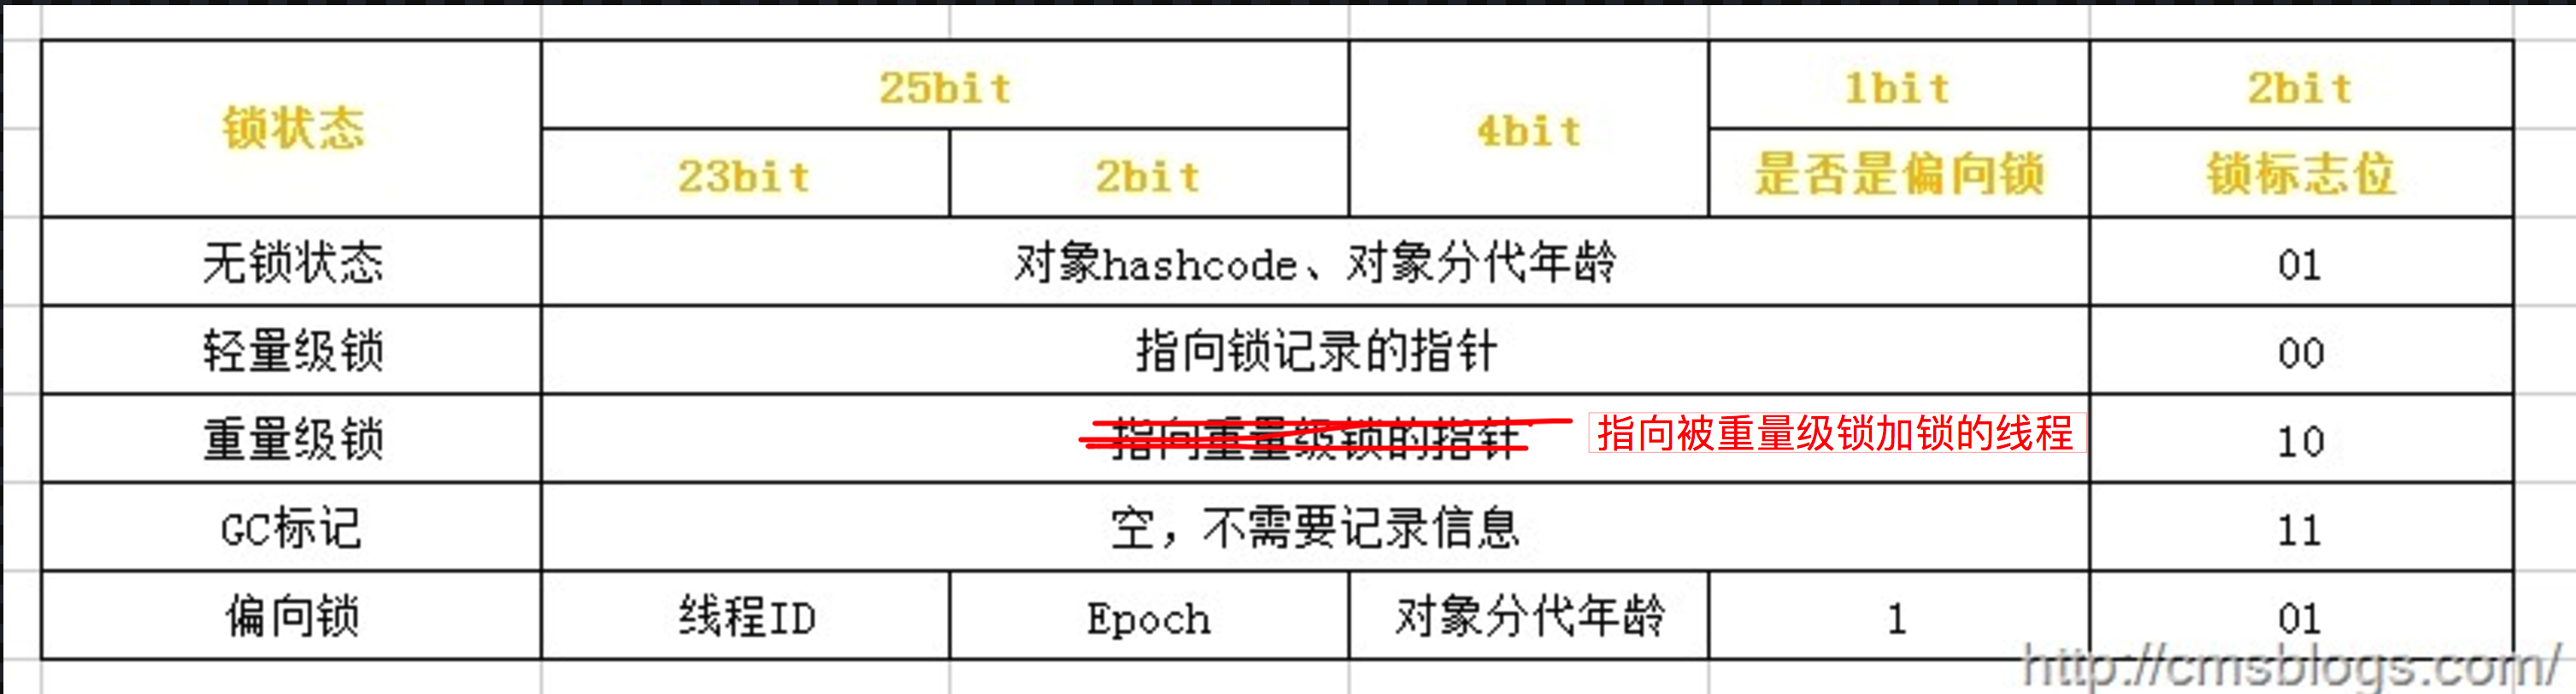 锁状态 25bit 4bit 1bit 2bit
23bit 2bit 是否是偏向锁 锁标志位
无锁状态 对象hashcode、对象分代年龄 01
轻量级锁 指向锁记录的指针 00
重量级锁 指向重量级锁的指针 指向被重量级锁加锁的线程 10
GC标记 空，不需要记录信息 11
偏向锁 线程ID Epoch 对象分代年龄 1 01
http://cmsblogs.com/